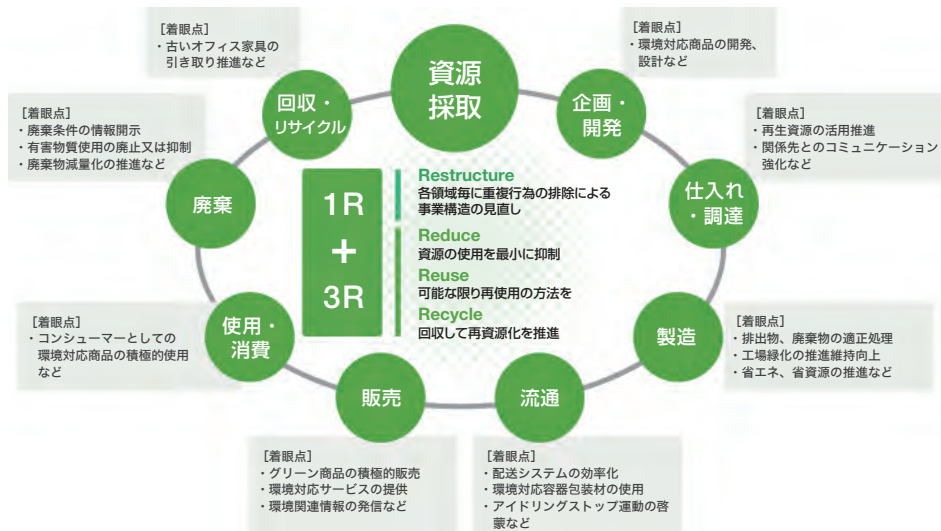 資源
採取
企画・
開発
［着眼点］
・環境対応商品の開発、
設計など
仕入れ
・調達
［着眼点］
・再生資源の活用推進
・関係先とのコミュニケーション
強化など
製造
［着眼点］
・排出物、廃棄物の適正処理
・工場緑化の推進維持向上
・省エネ、省資源の推進など
流通
［着眼点］
・配送システムの効率化
・環境対応容器包装材の使用
・アイドリングストップ運動の啓
蒙など
販売
［着眼点］
・グリーン商品の積極的販売
・環境対応サービスの提供
・環境関連情報の発信など
使用・
消費
［着眼点］
・コンシューマーとしての
環境対応商品の積極的使用
など
廃棄
［着眼点］
・廃棄条件の情報開示
・有害物質使用の廃止又は抑制
・廃棄物減量化の推進など
回収・
リサイクル
［着眼点］
・古いオフィス家具の
引き取り推進など
1R
+
3R
Restructure
各領域毎に重複行為の排除による
事業構造の見直し
Reduce
資源の使用を最小に抑制
Reuse
可能な限り再使用の方法を
Recycle
回収して再資源化を推進